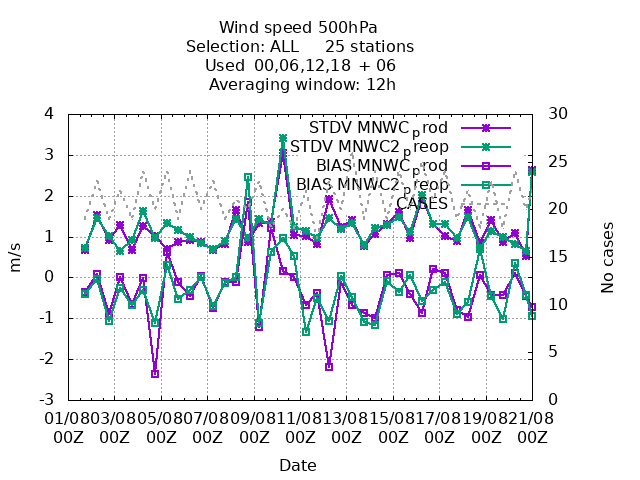 Wind speed 500hPa
Selection: ALL 25 stations
Used 00,06,12,18 + 06
Averaging window: 12h
4
3
2
1
0
-1
-2
-3
m/s
30
25
20
15
10
5
0
No cases
STDV MNWC_prod
STDV MNWC2_preop
BIAS MNWC_prod
BIAS MNWC2_preop
CASES
01/08 03/08 05/08 07/08 09/08 11/08 13/08 15/08 17/08 19/08 21/08
00Z 00Z 00Z 00Z 00Z 00Z 00Z 00Z 00Z 00Z 00Z
Date